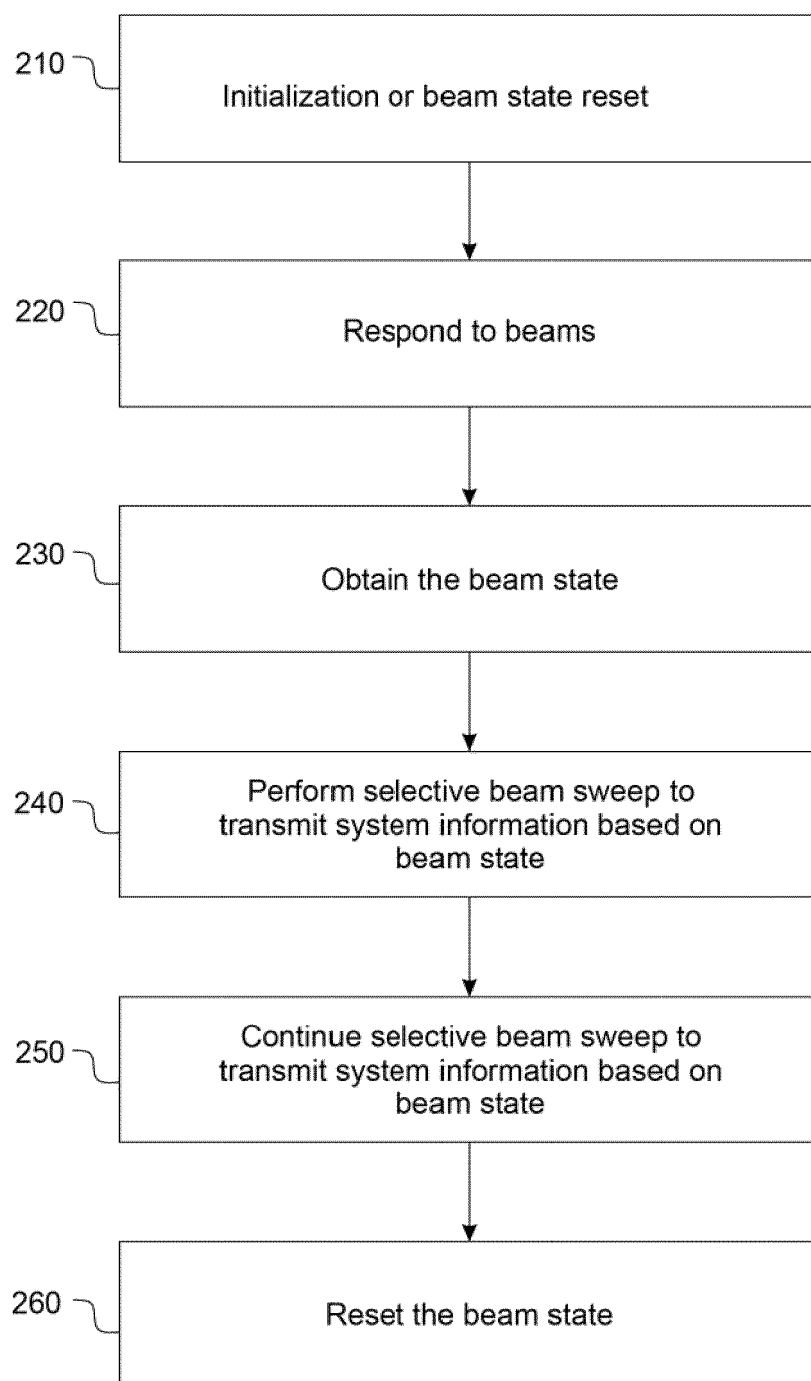 210
Initialization or beam state reset
220
Respond to beams
230
Obtain the beam state
240
Perform selective beam sweep to
transmit system information based on
beam state
250
Continue selective beam sweep to
transmit system information based on
beam state
260
Reset the beam state